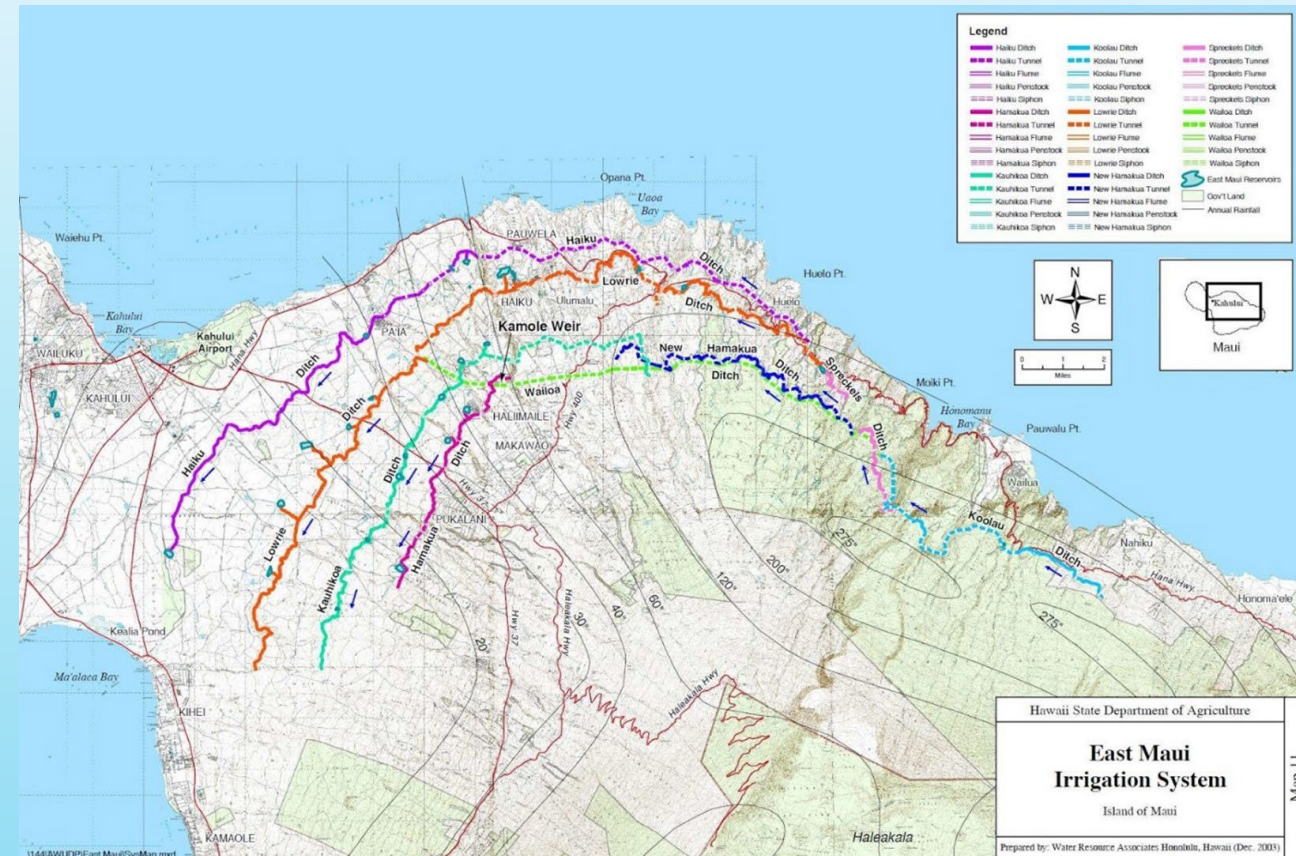 Legend
Haiku Ditch
Haiku Tunnel
Haiku Flume
Haiku Penstock
Haiku Siphon
Hamakua Ditch
Hamakua Tunnel
Hamakua Flume
Hamakua Penstock
Hamakua Siphon
Kauhikoa Ditch
Kauhikoa Tunnel
Kauhikoa Flume
Kauhikoa Penstock
Kauhikoa Siphon
Koolau Ditch
Koolau Tunnel
Koolau Flume
Koolau Penstock
Koolau Siphon
Lowrie Ditch
Lowrie Tunnel
Lowrie Flume
Lowrie Penstock
Lowrie Siphon
New Hamakua Ditch
New Hamakua Tunnel
New Hamakua Flume
New Hamakua Penstock
New Hamakua Siphon
Spreckels Ditch
Spreckels Tunnel
Spreckels Flume
Spreckels Penstock
Spreckels Siphon
Wailoa Ditch
Wailoa Tunnel
Wailoa Flume
Wailoa Penstock
Wailoa Siphon
East Maui Reservoirs
Gov't Land
Annual Rainfall
N
W E
S
0 1 2
Miles
Kahului
Maui
Opana Pt.
Uaoa
Bay
Waiehu Pt.
PAUWELA
Haiku
Ditch
Huelo Pt.
Huelo
Lowrie
Ditch
HAIKU
Ulumalu
Kahului
Bay
Kahului
Airport
Hana Hwy
PAIA
Kamole Weir
WAILUKU
KAHULUI
Ditch
Haiku
Ditch
Lowrie
New Hamakua
Ditch
Ditch
Spreckels
Ditch
Wailoa
Hwy 400
HALIIMAILE
MAKAWAO
Ditch
Kauhikoa
Ditch
Hamakua
Hwy 37
PUKALANI
Moiki Pt.
Honomanu
Bay
Pauwalu Pt.
Wailua
Koolau
Ditch
Nahiku
Hana Hwy
Honoma'ele
275"
200"
120"
60"
40"
30"
20"
275"
Hwy 37
Haleakala Hwy
Haleakala Hwy
Kealia Pond
Ma'alaea Bay
KIHEI
KAMAOLE
Haleakala
Hawaii State Department of Agriculture
East Maui
Irrigation System
Island of Maui
Prepared by: Water Resource Associates Honolulu, Hawaii (Dec. 2003)